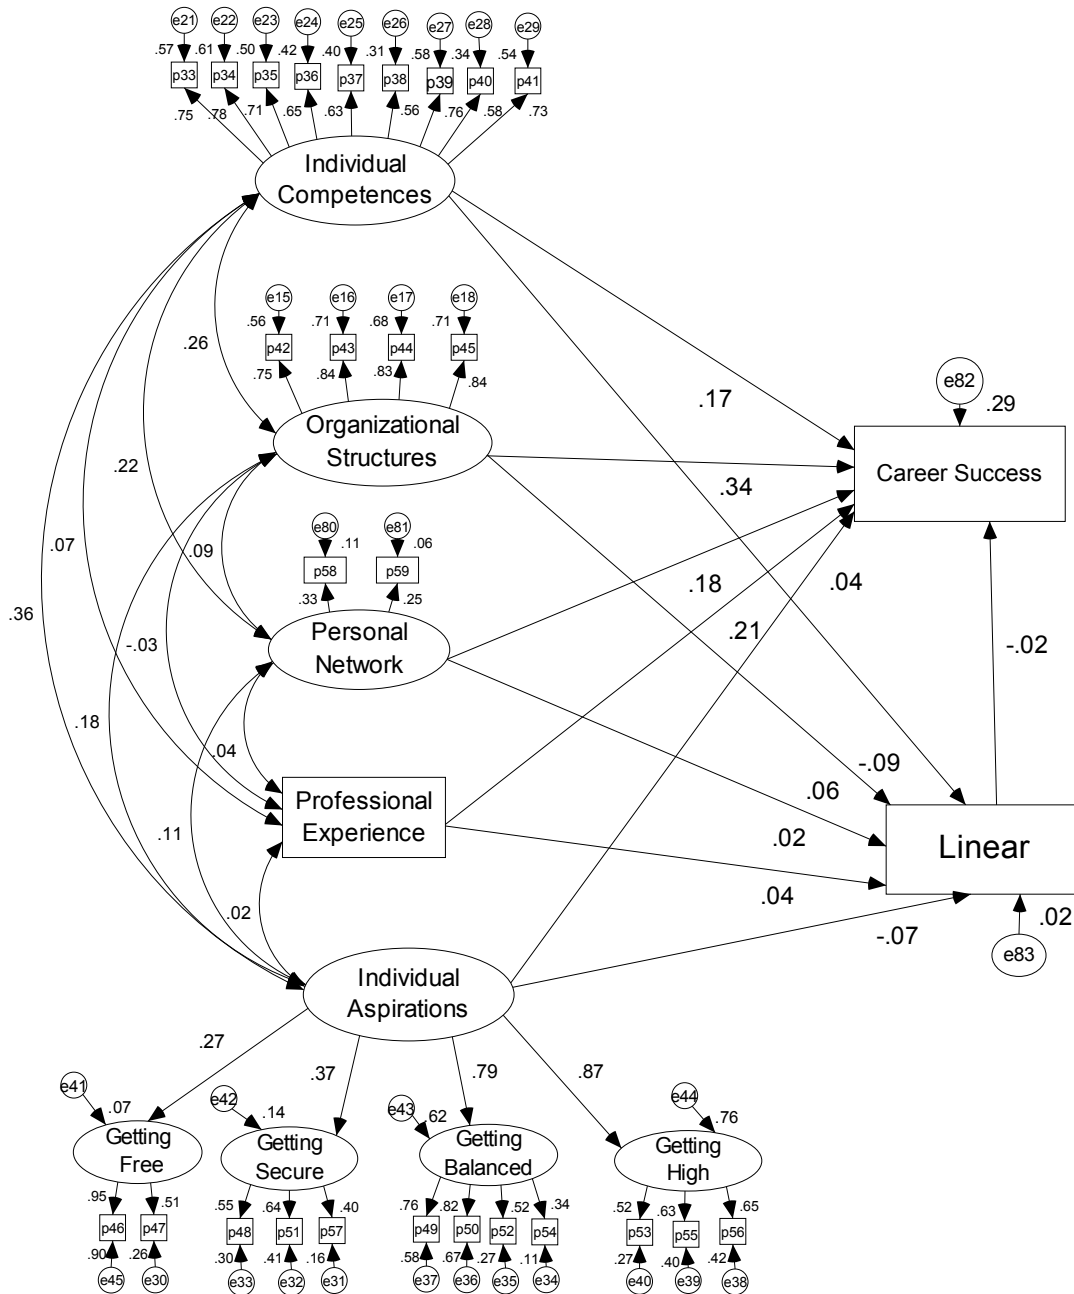 e21 e22 e23 e24 e25 e26 e27 e28 e29
.57 .61 .50 .42 .40 .31 .58 .34 .54
p33 p34 p35 p36 p37 p38 p39 p40 p41
.75 .78 .71 .65 .63 .56 .76 .58 .73
Individual
Competences
e15 e16 e17 e18
.56 .71 .68 .71
p42 p43 p44 p45
.75 .84 .83 .84
.26
Organizational
Structures
.17
e82
.29
Career Success
.34
.22
e80 e81
.11 .06
p58 p59
.33 .25
.07
.09
.18
.04
.36
Personal
Network
.21
-.03
-.02
.18
.04
-.09
.06
Professional
Experience
.11
.02
Linear
.04
.02
-.07
.02
e83
Individual
Aspirations
.27
.37
.79
.87
e41
.07
e42
.14
e43
.62
e44
.76
Getting
Free
Getting
Secure
Getting
Balanced
Getting
High
.95 .51 .55 .64 .40 .76 .82 .52 .34 .52 .63 .65
p46 p47 p48 p51 p57 p49 p50 p52 p54 p53 p55 p56
.90 .26 .30 .41 .16 .58 .67 .27 .11 .27 .40 .42
e45 e30 e33 e32 e31 e37 e36 e35 e34 e40 e39 e38